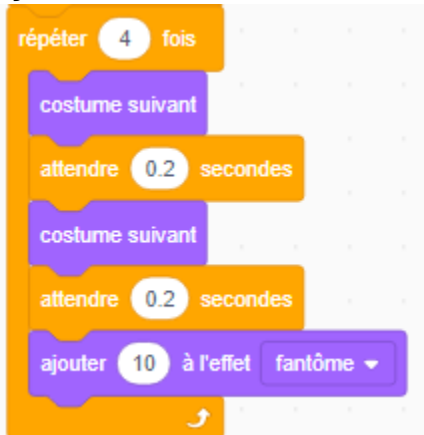 répéter 4 fois
costume suivant
attendre 0.2 secondes
costume suivant
attendre 0.2 secondes
ajouter 10 à l'effet fantôme